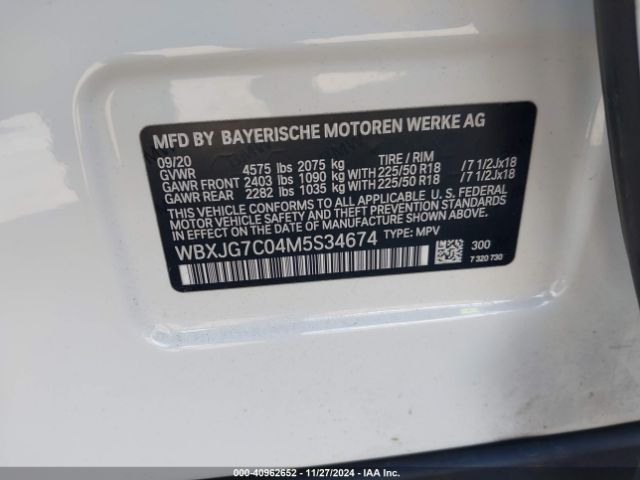 MFD BY BAYERISCHE MOTOREN WERKE AG
09/20 TIRE / RIM
GVWR 4575 lbs 2075 kg
GAWR FRONT 2403 lbs 1090 kg WITH 225/50 R18 /7 1/2Jx18
GAWR REAR 2282 lbs 1035 kg WITH 225/50 R18 /7 1/2Jx18
THIS VEHICLE CONFORMS TO ALL APPLICABLE U. S. FEDERAL
MOTOR VEHICLE SAFETY, BUMPER, AND THEFT PREVENTION
STANDARDS IN EFFECT ON THE DATE OF MANUFACTURE SHOWN ABOVE.
WBXJG7C04M5S34674 TYPE: MPV
300
7 320 730
QC - 40962652 - 11/27/2024 - IAA Inc.